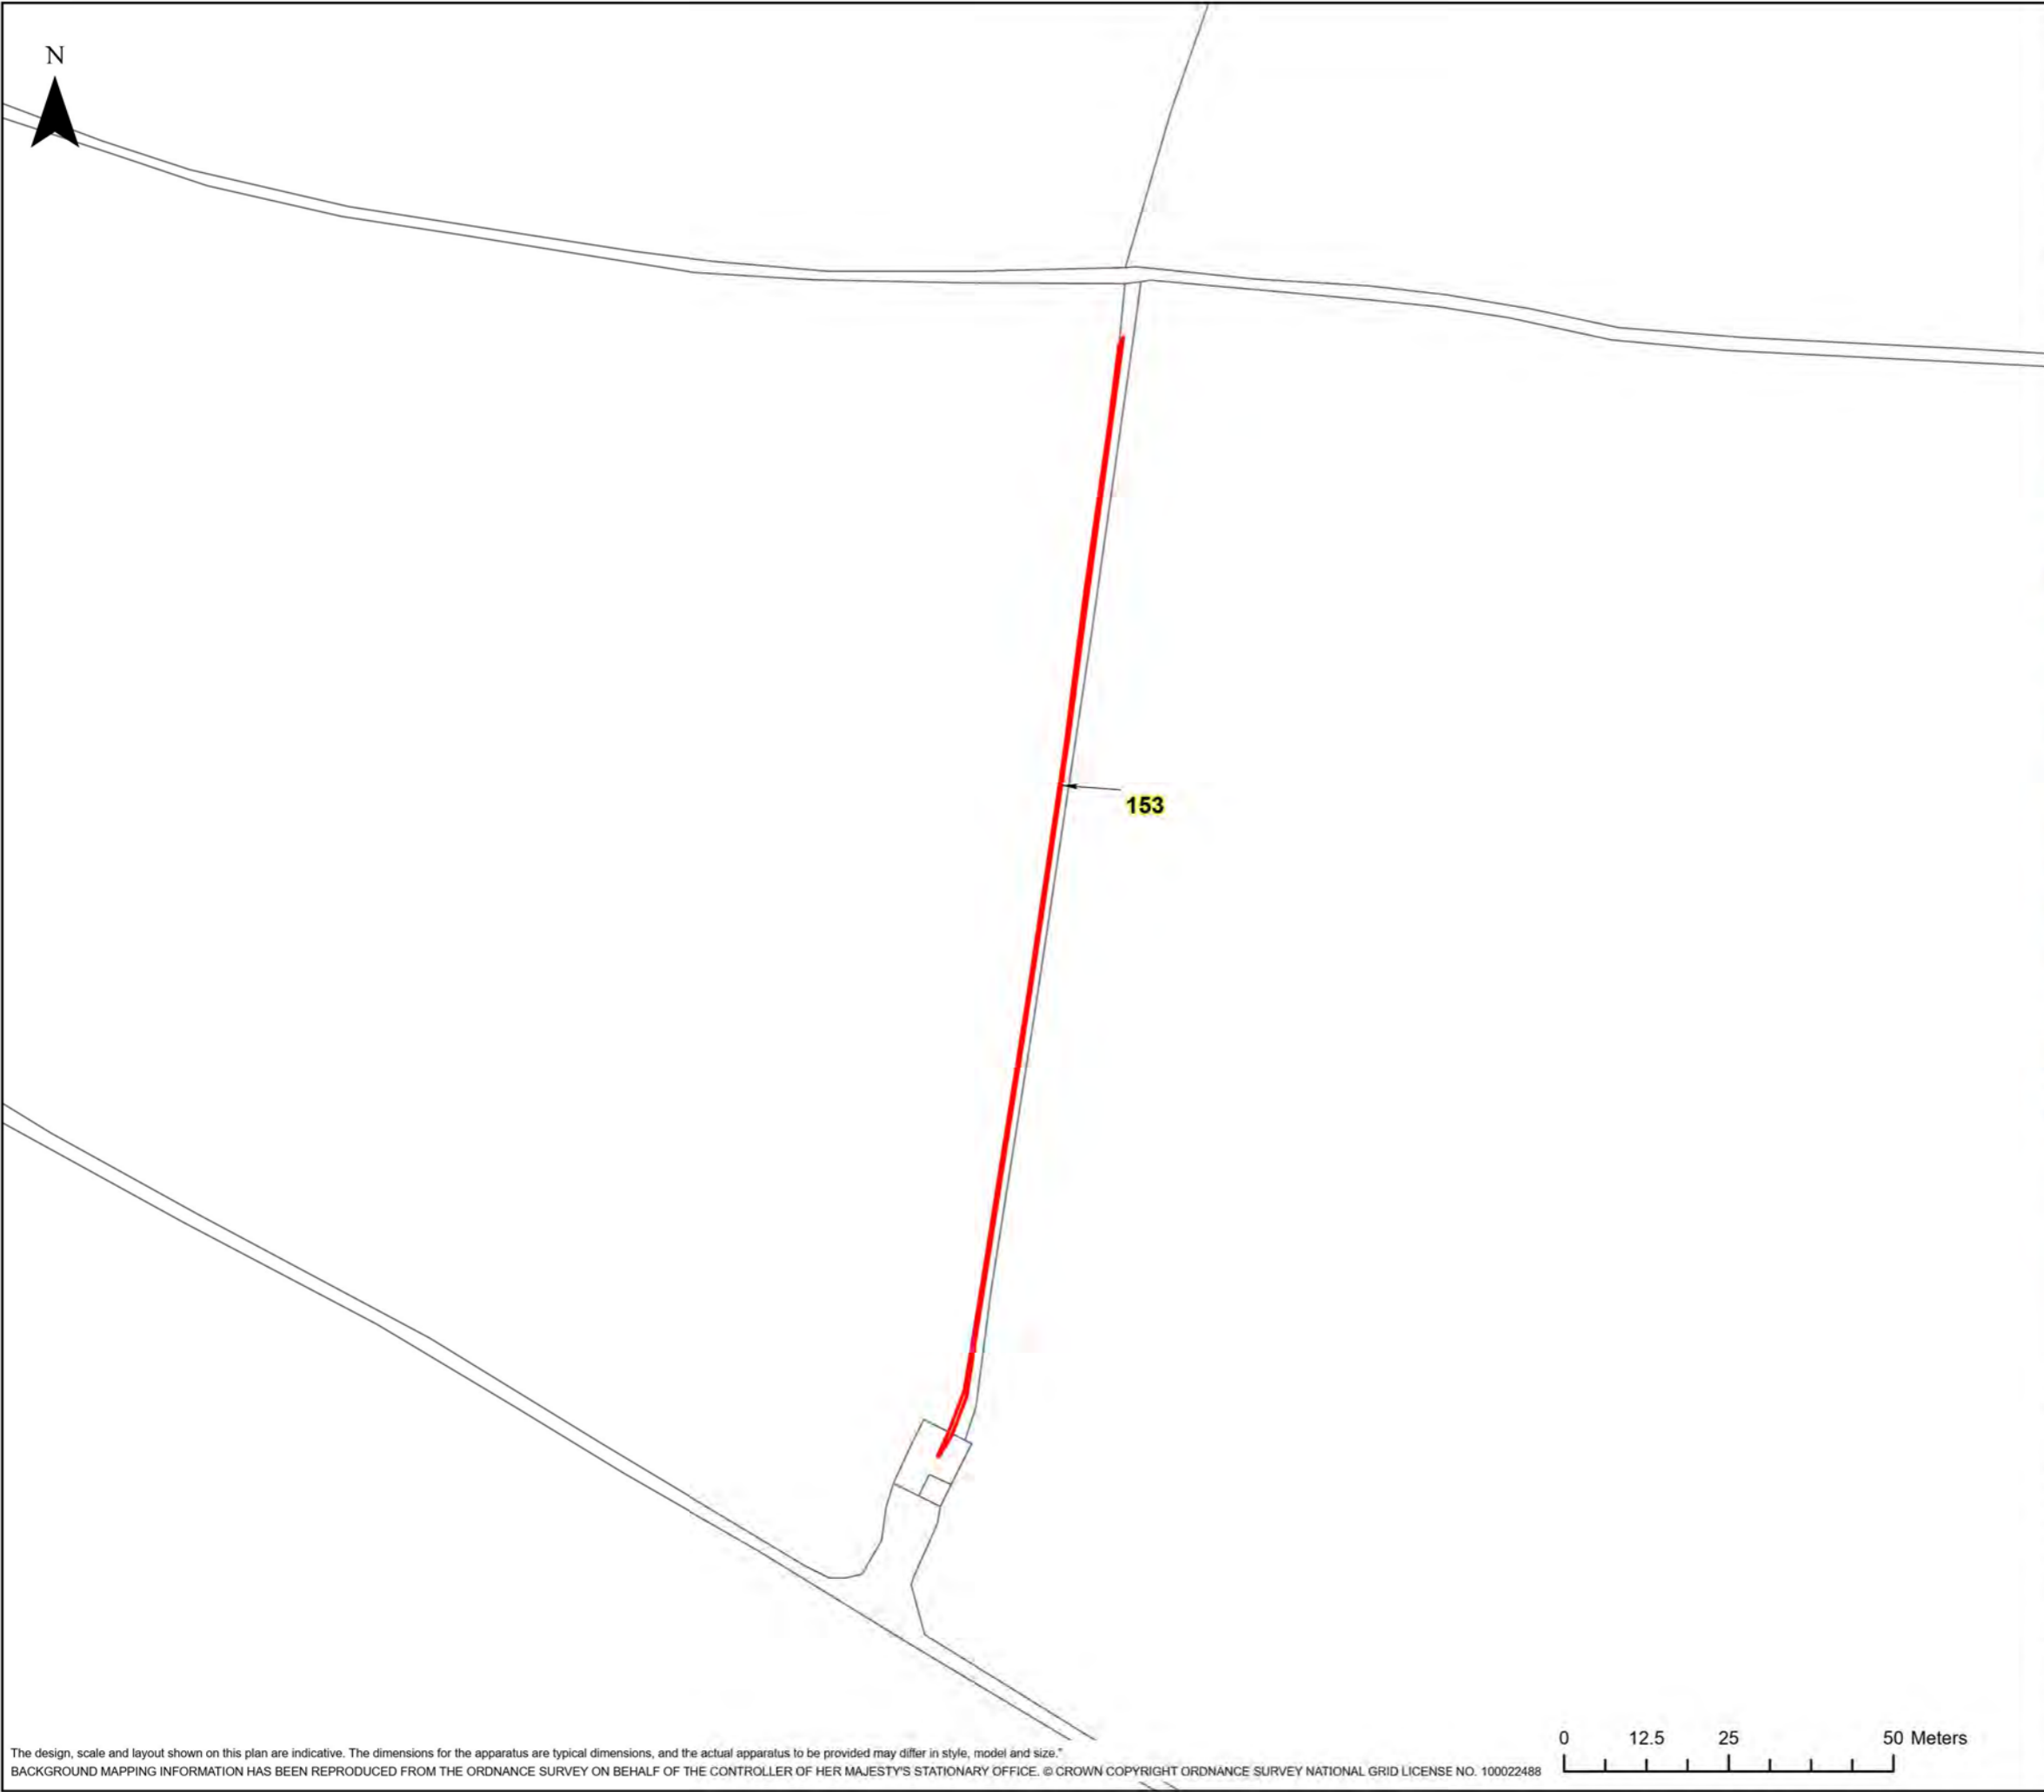 N
153
0 12.5 25 50 Meters
The design, scale and layout shown on this plan are indicative. The dimensions for the apparatus are typical dimensions, and the actual apparatus to be provided may differ in style, model and size."
BACKGROUND MAPPING INFORMATION HAS BEEN REPRODUCED FROM THE ORDNANCE SURVEY ON BEHALF OF THE CONTROLLER OF HER MAJESTY'S STATIONARY OFFICE. © CROWN COPYRIGHT ORDNANCE SURVEY NATIONAL GRID LICENSE NO. 100022488